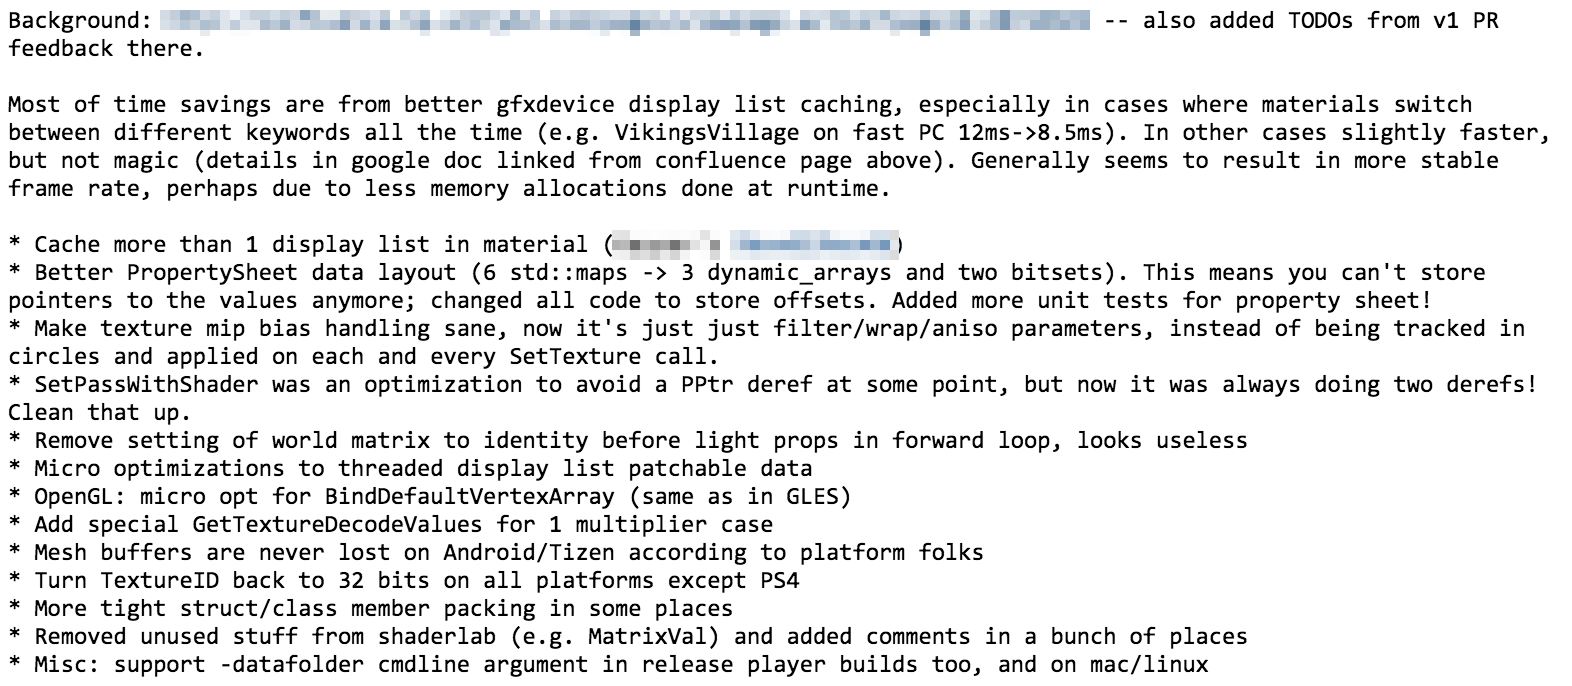 Background: -- also added TODOs from v1 PR
feedback there.
Most of time savings are from better gfxdevice display list caching, especially in cases where materials switch
between different keywords all the time (e.g. VikingsVillage on fast PC 12ms->8.5ms). In other cases slightly faster,
but not magic (details in google doc linked from confluence page above). Generally seems to result in more stable
frame rate, perhaps due to less memory allocations done at runtime.
* Cache more than 1 display list in material ( )
* Better PropertySheet data layout (6 std::maps -> 3 dynamic_arrays and two bitsets). This means you can't store
pointers to the values anymore; changed all code to store offsets. Added more unit tests for property sheet!
* Make texture mip bias handling sane, now it's just just filter/wrap/aniso parameters, instead of being tracked in
circles and applied on each and every SetTexture call.
* SetPassWithShader was an optimization to avoid a PPtr deref at some point, but now it was always doing two derefs!
Clean that up.
* Remove setting of world matrix to identity before light props in forward loop, looks useless
* Micro optimizations to threaded display list patchable data
* OpenGL: micro opt for BindDefaultVertexArray (same as in GLES)
* Add special GetTextureDecodeValues for 1 multiplier case
* Mesh buffers are never lost on Android/Tizen according to platform folks
* Turn TextureID back to 32 bits on all platforms except PS4
* More tight struct/class member packing in some places
* Removed unused stuff from shaderlab (e.g. MatrixVal) and added comments in a bunch of places
* Misc: support -datafolder cmdline argument in release player builds too, and on mac/linux